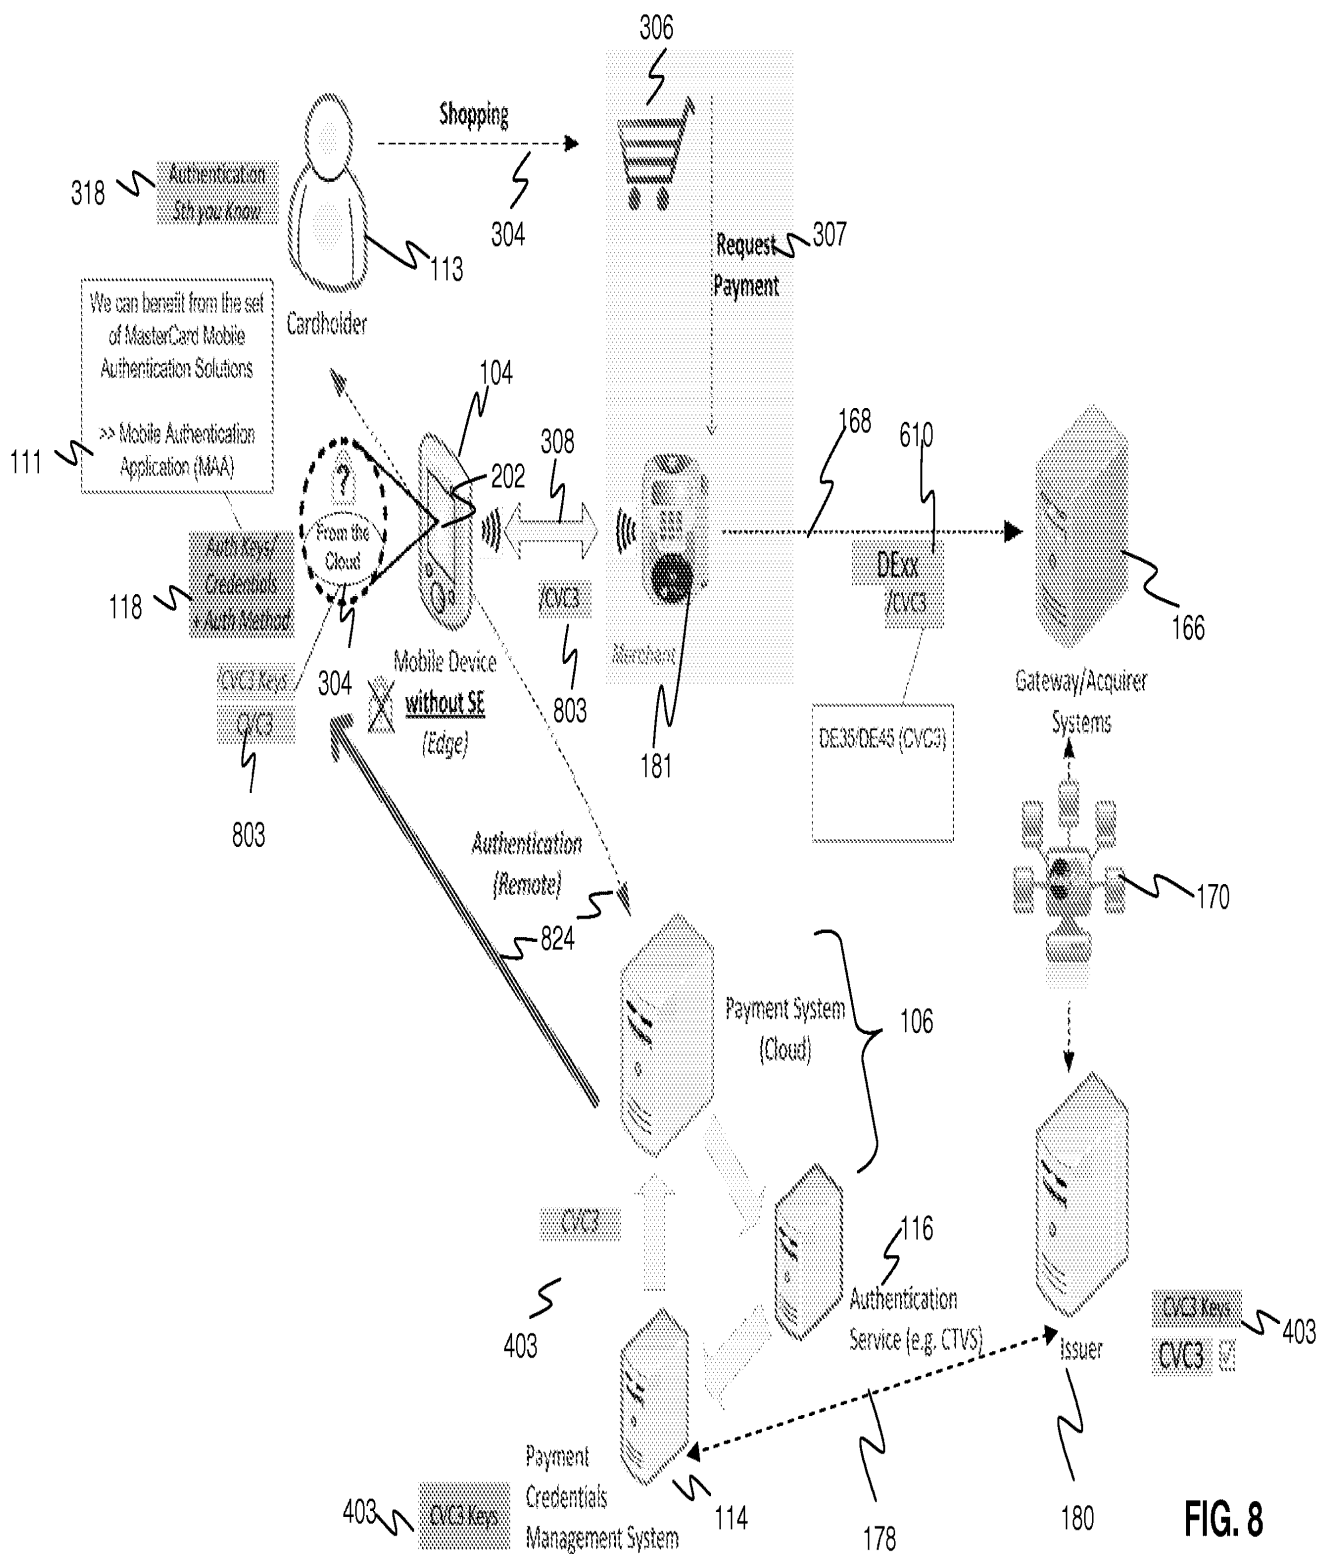 306
Shopping
318
Authentication
Sth you Know
304
Request
Payment
307
113
We can benefit from the set
of MasterCard Mobile
Authentication Solutions
>> Mobile Authentication
Application (MAA)
111
Cardholder
104
308
168
610
202
?
From the
Cloud
Auth Keys/
Credentials
+ Auth Method
118
/CVC3
DExx
/CVC3
166
304
Mobile Device
without SE
(Edge)
CVC3 Keys
CVC3
803
803
Merchant
181
Gateway/Acquirer
Systems
DE35/DE45 (CVC3)
Authentication
(Remote)
824
170
Payment System
(Cloud)
106
CVC3
403
116
Authentication
Service (e.g. CTVS)
Issuer
CVC3 Keys
CVC3
403
Payment
Credentials
Management System
403
CVC3 Keys
114
178
180
FIG. 8